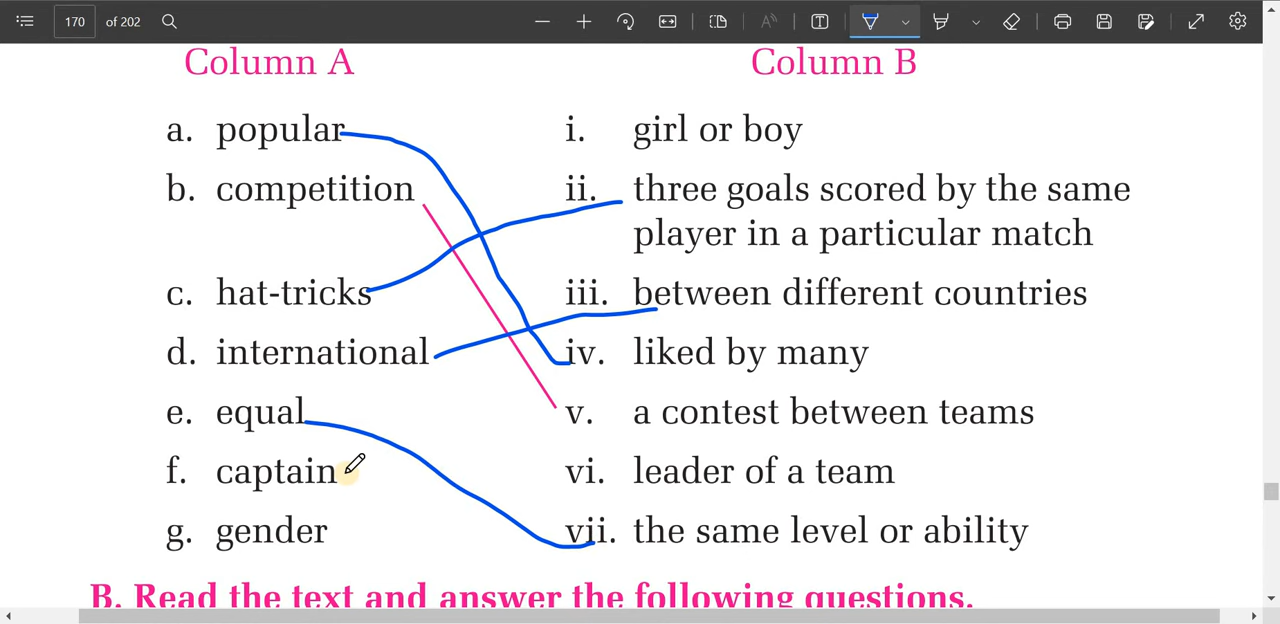 170 of 202
Column A Column B
a. popular i. girl or boy
b. competition ii. three goals scored by the same
player in a particular match
c. hat-tricks iii. between different countries
d. international iv. liked by many
e. equal v. a contest between teams
f. captain vi. leader of a team
g. gender vii. the same level or ability
B. Read the text and answer the following questions.